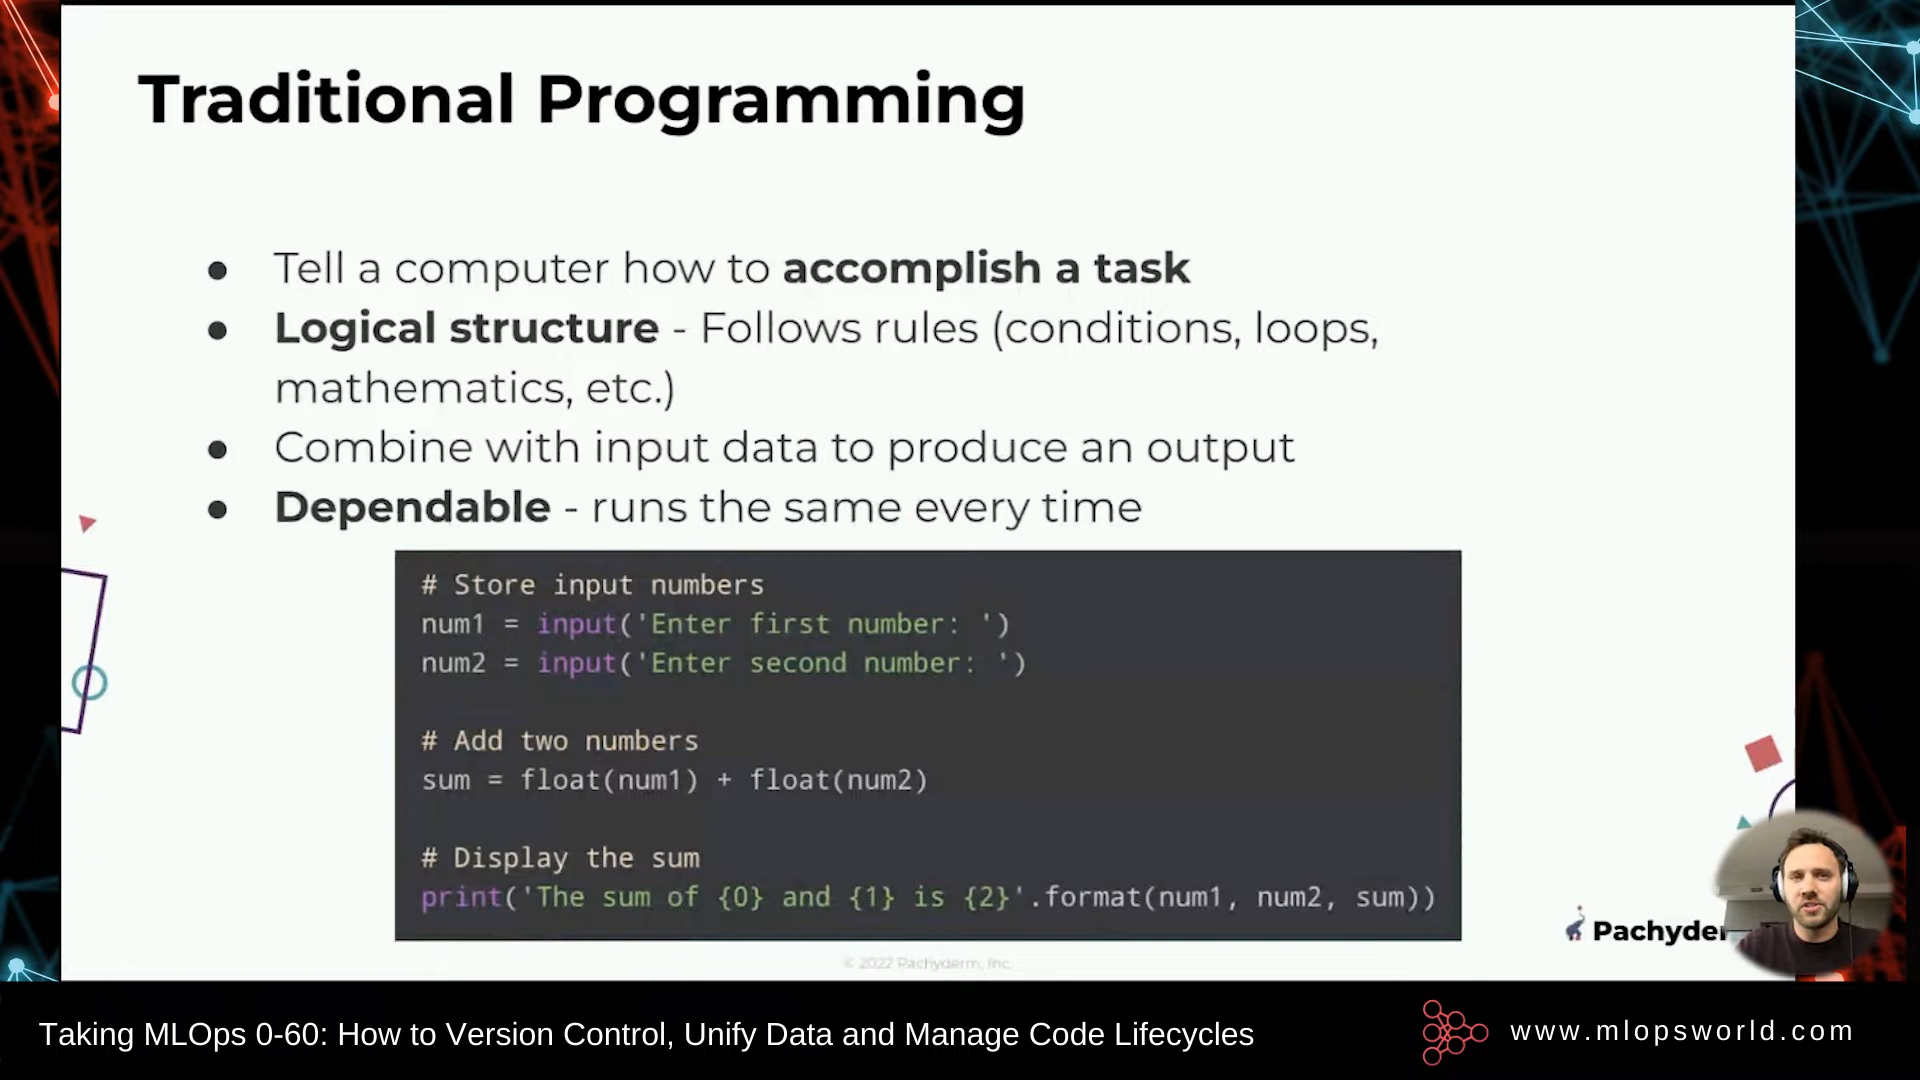 Traditional Programming
● Tell a computer how to accomplish a task
● Logical structure - Follows rules (conditions, loops,
mathematics, etc.)
● Combine with input data to produce an output
● Dependable - runs the same every time
# Store input numbers
num1 = input('Enter first number: ')
num2 = input('Enter second number: ')
# Add two numbers
sum = float(num1) + float(num2)
# Display the sum
print('The sum of {0} and {1} is {2}'.format(num1, num2, sum))
Pachyder
© 2022 Pachyderm, Inc.
Taking MLOps 0-60: How to Version Control, Unify Data and Manage Code Lifecycles
www.mlopsworld.com